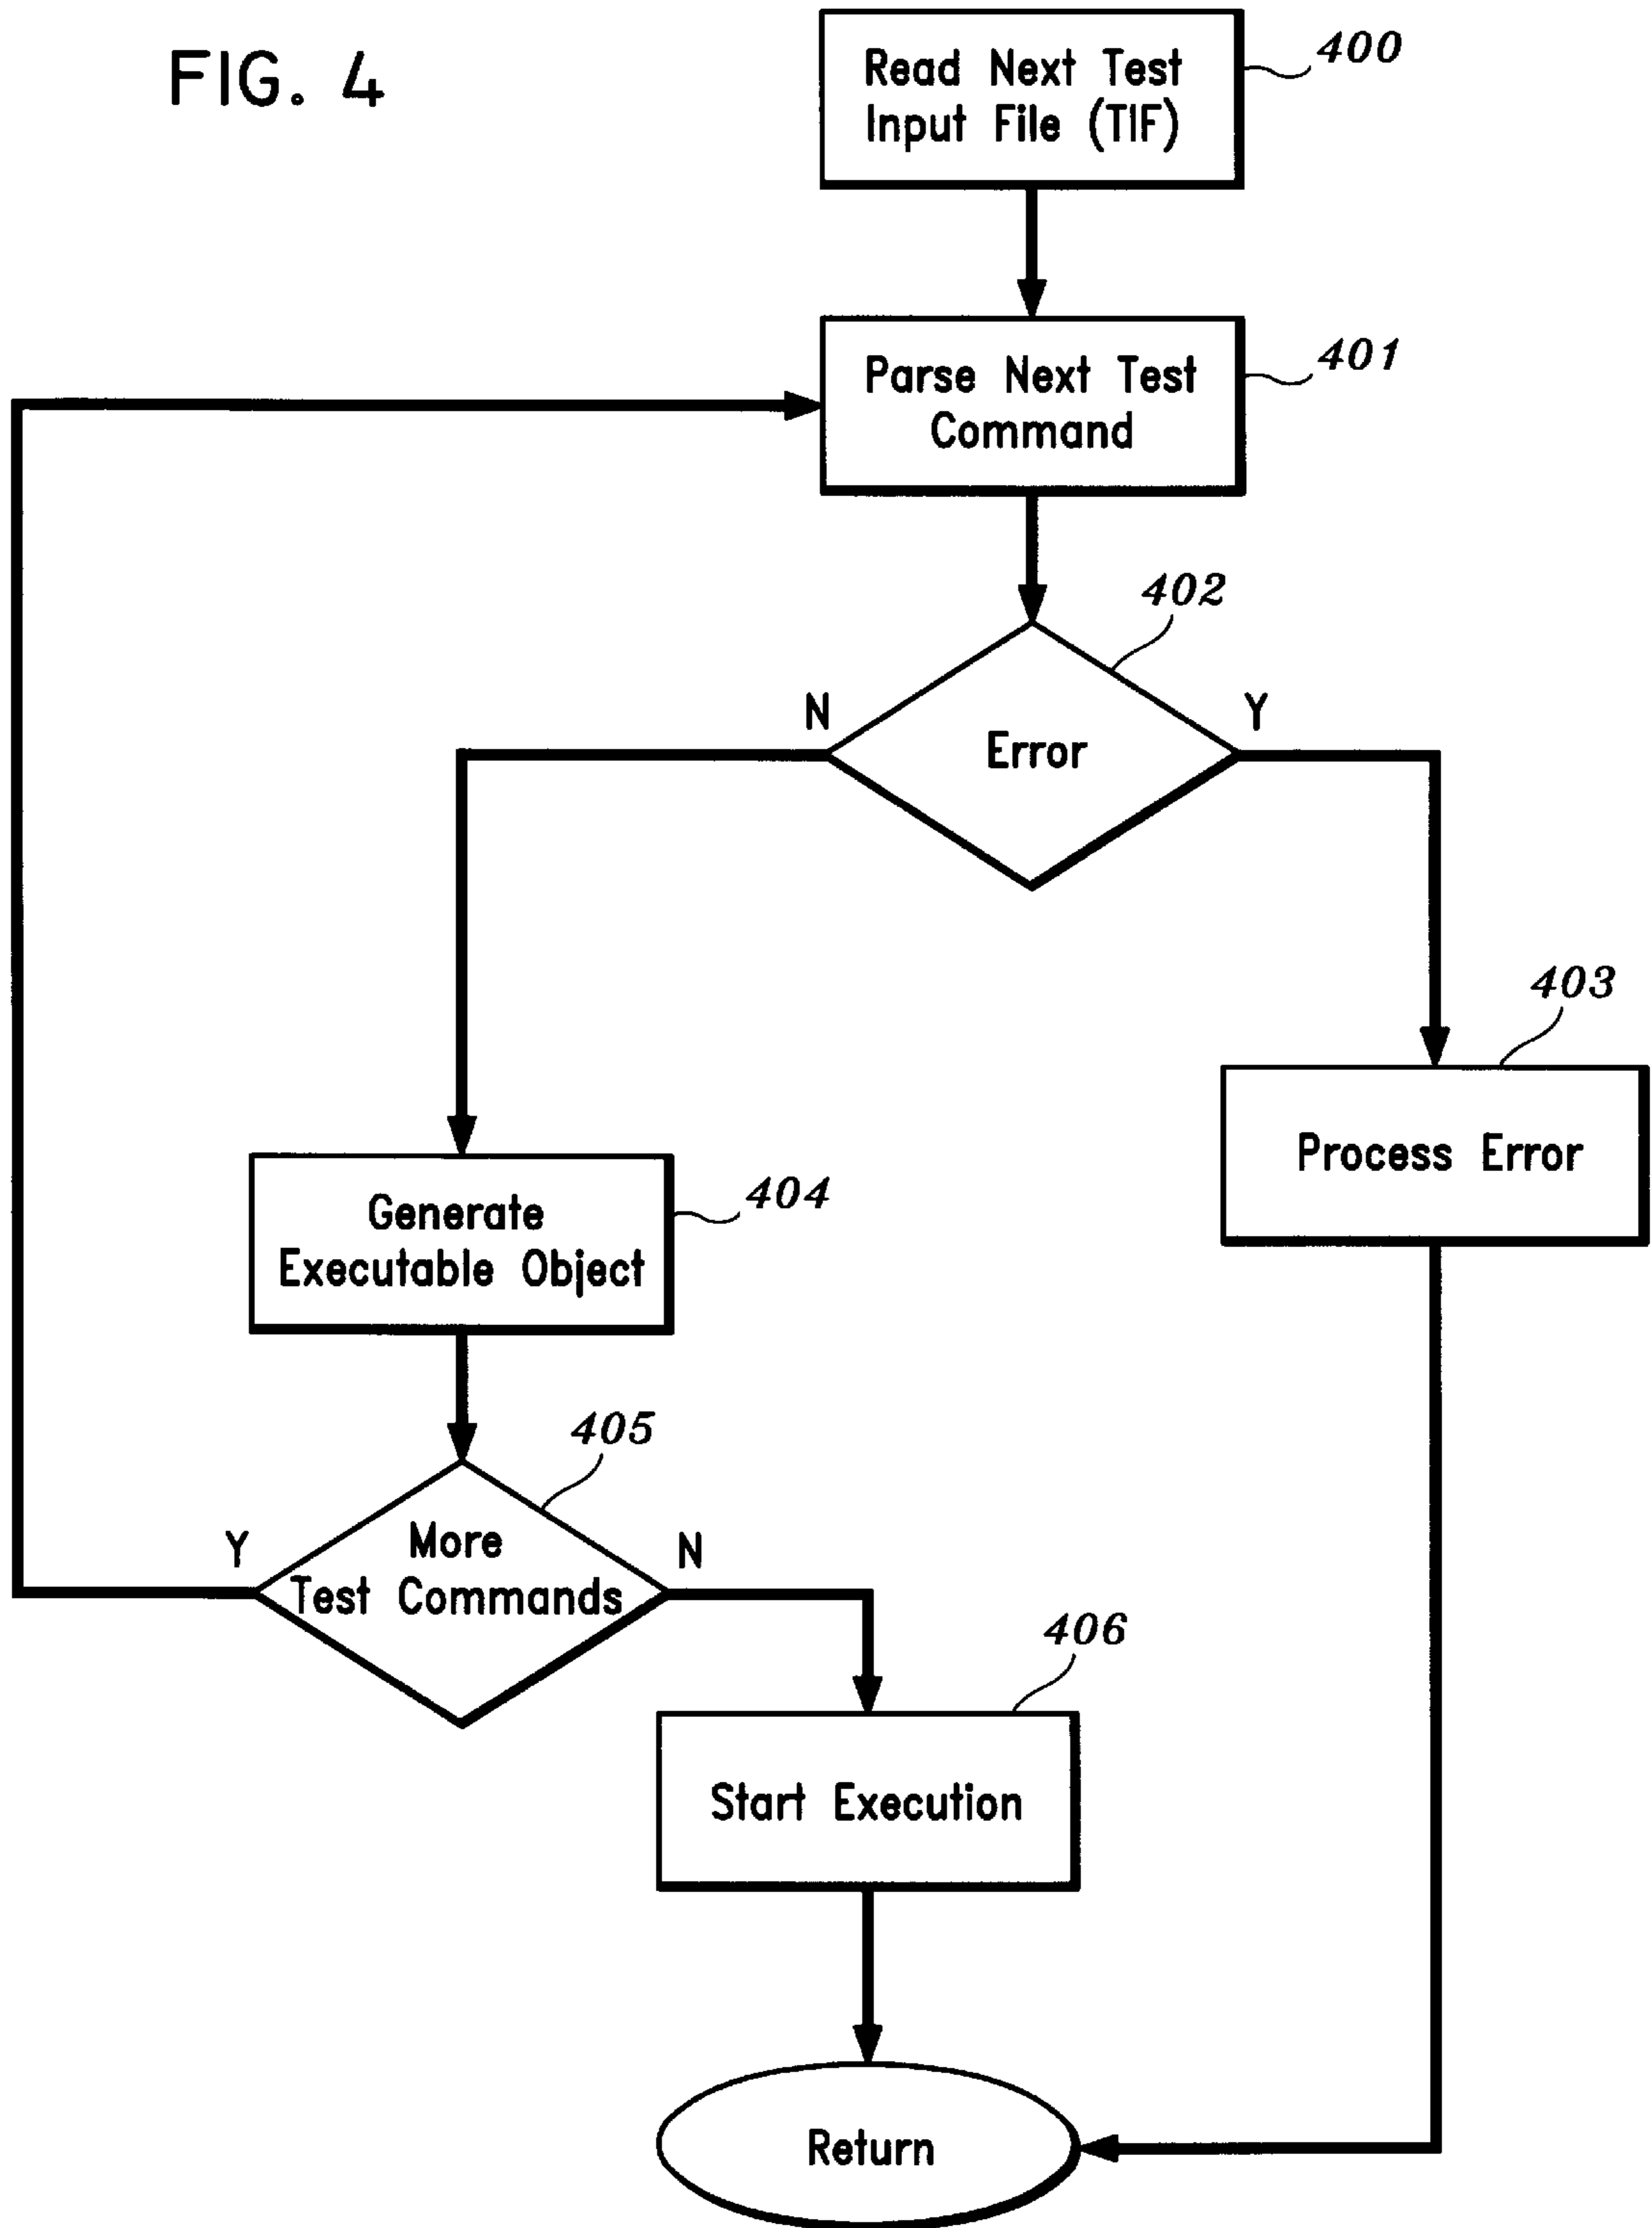 FIG. 4
Read Next Test
Input File (TIF)
400
Parse Next Test
Command
401
402
N
Error
Y
403
Process Error
Generate
Executable Object
404
405
Y
More
Test Commands
N
406
Start Execution
Return